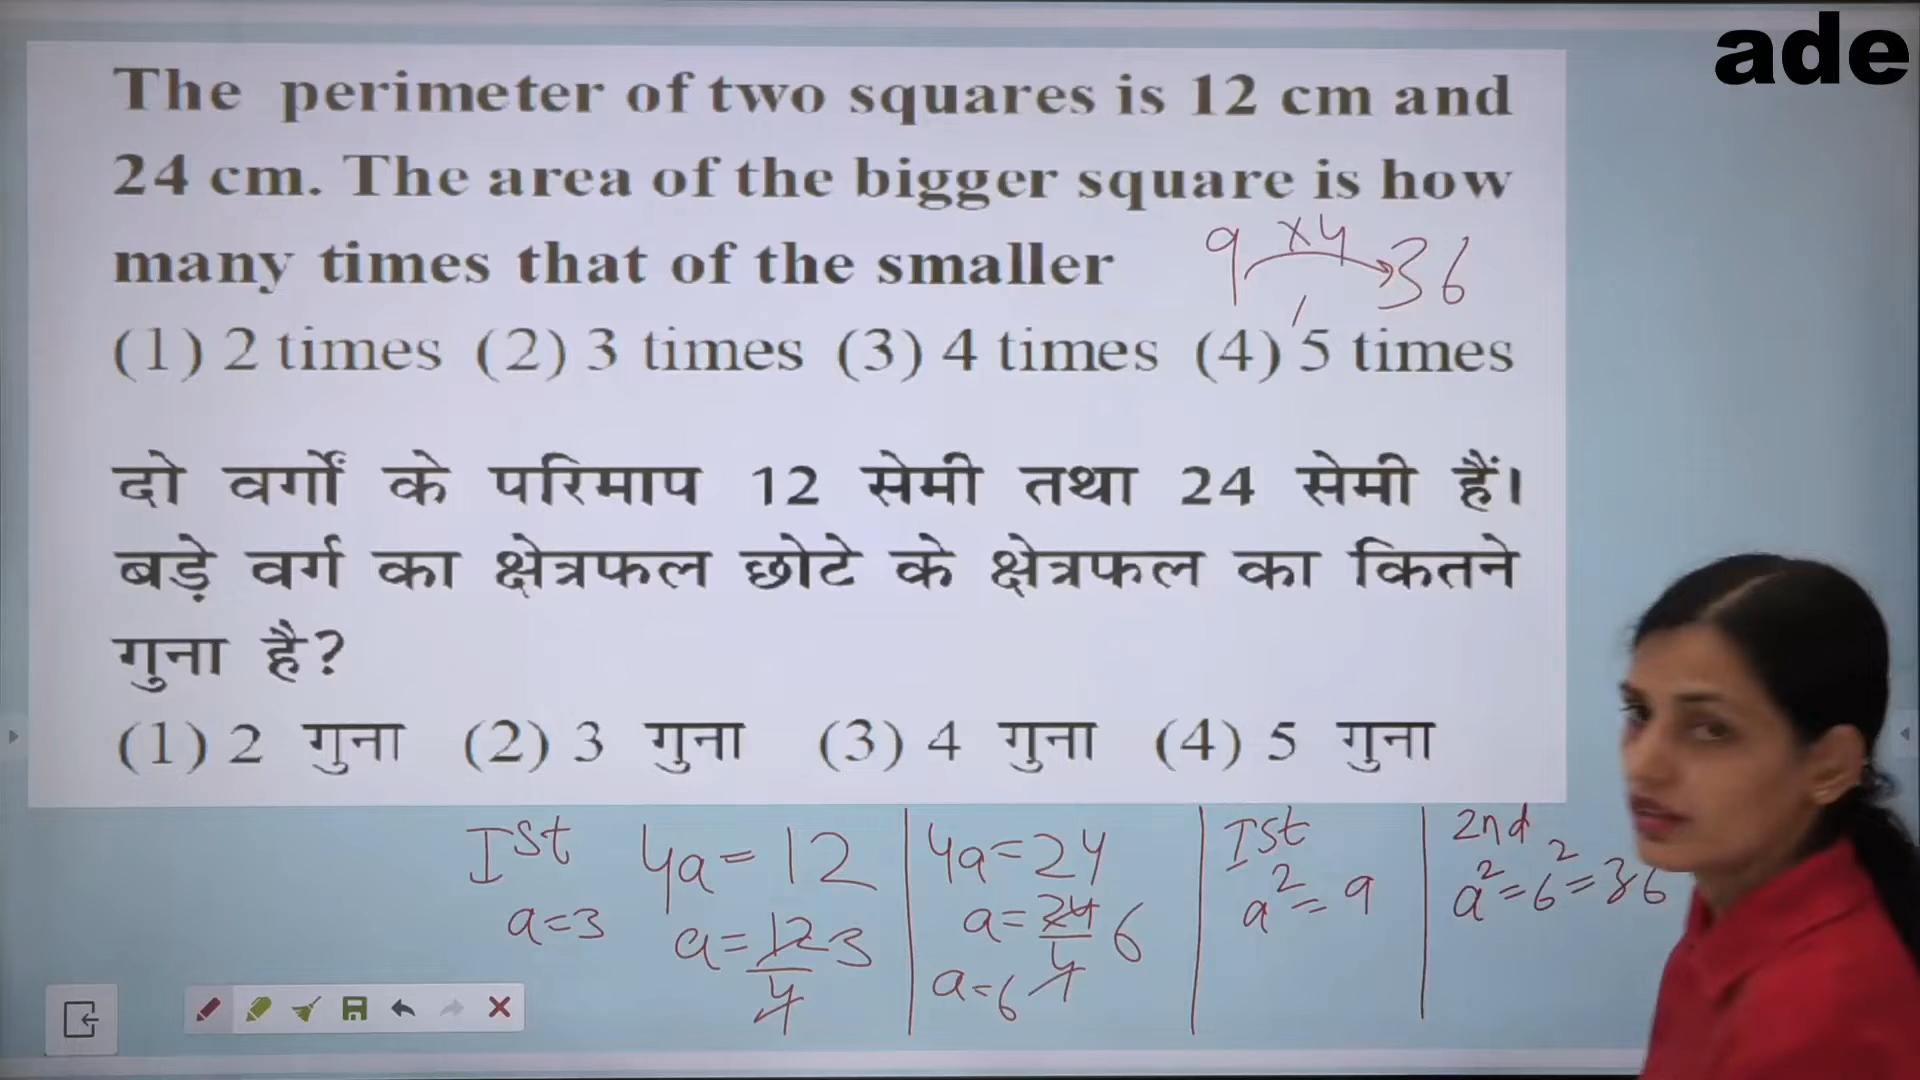 ade
The perimeter of two squares is 12 cm and
24 cm. The area of the bigger square is how
many times that of the smaller
9 ×4 36
(1) 2 times (2) 3 times (3) 4 times (4) 5 times
दो वर्गों के परिमाप 12 सेमी तथा 24 सेमी हैं।
बड़े वर्ग का क्षेत्रफल छोटे के क्षेत्रफल का कितने
गुना है?
(1) 2 गुना (2) 3 गुना (3) 4 गुना (4) 5 गुना
Ist 4a = 12
a=3 a = 12/4 3
4a=24
a= 24/4 6
a=6
Ist
a²= 9
2nd
a²=6²=36